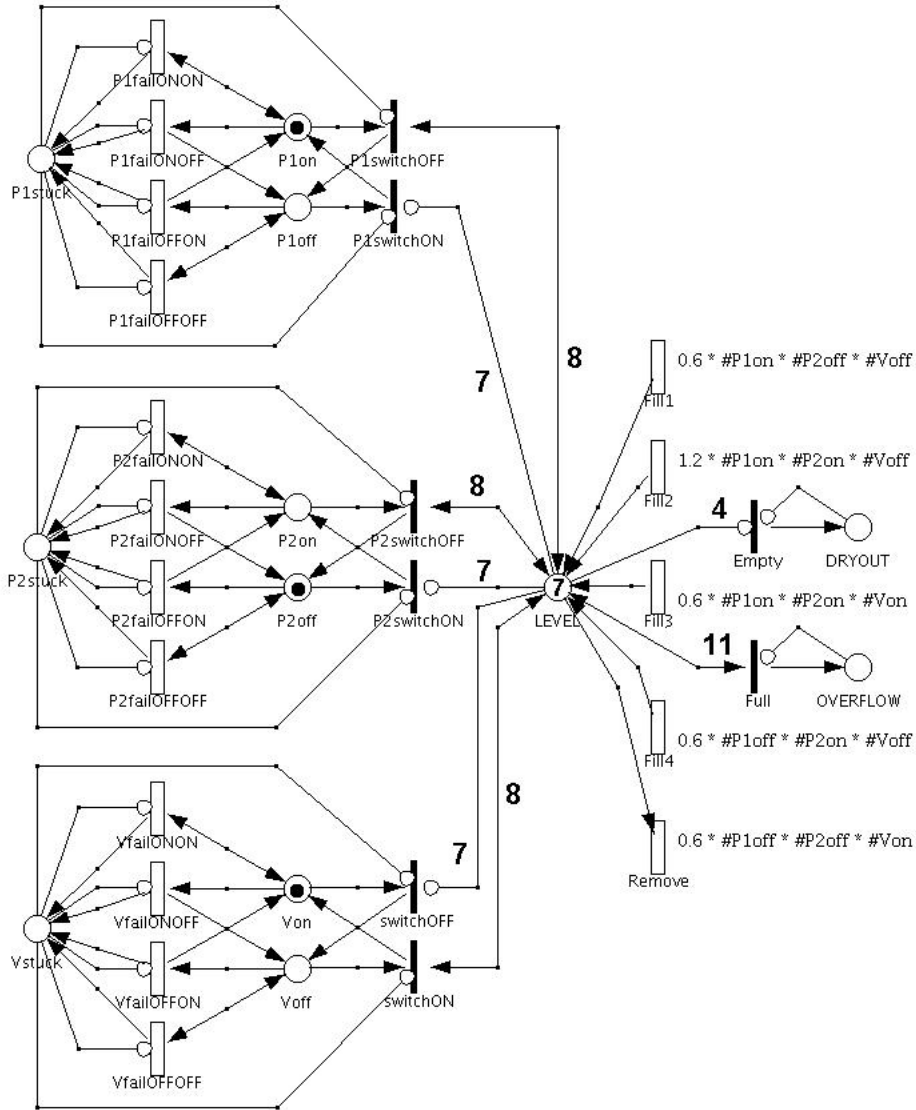 P1failONON
P1stuck
P1failONOFF
P1on
P1switchOFF
P1failOFFON
P1off
P1switchON
P1failOFFOFF
7
8
0.6 * #P1on * #P2off * #Voff
Fill1
P2failONON
1.2 * #P1on * #P2on * #Voff
Fill2
8
4
P2stuck
P2failONOFF
P2on
P2switchOFF
Empty
DRYOUT
7
7
P2failOFFON
P2off
P2switchON
LEVEL
0.6 * #P1on * #P2on * #Von
Fill3
11
P2failOFFOFF
Full
OVERFLOW
0.6 * #P1off * #P2on * #Voff
Fill4
8
VfailONON
7
0.6 * #P1off * #P2off * #Von
Remove
Vstuck
VfailONOFF
Von
switchOFF
VfailOFFON
Voff
switchON
VfailOFFOFF